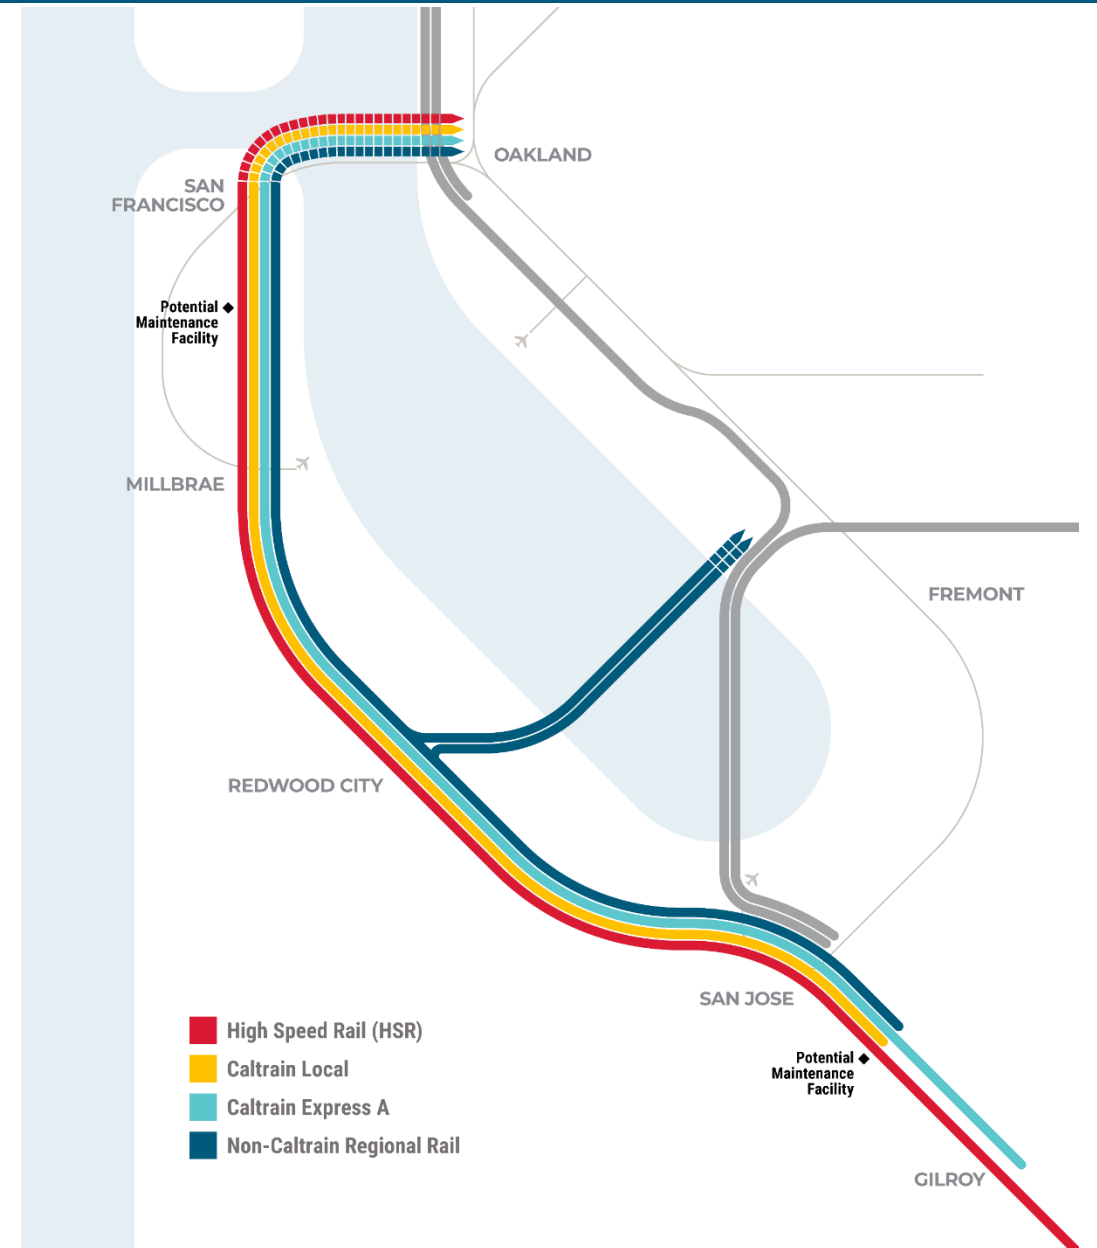 OAKLAND
SAN
FRANCISCO
Potential
Maintenance
Facility
MILLBRAE
FREMONT
REDWOOD CITY
SAN JOSE
High Speed Rail (HSR)
Caltrain Local
Caltrain Express A
Non-Caltrain Regional Rail
Potential
Maintenance
Facility
GILROY